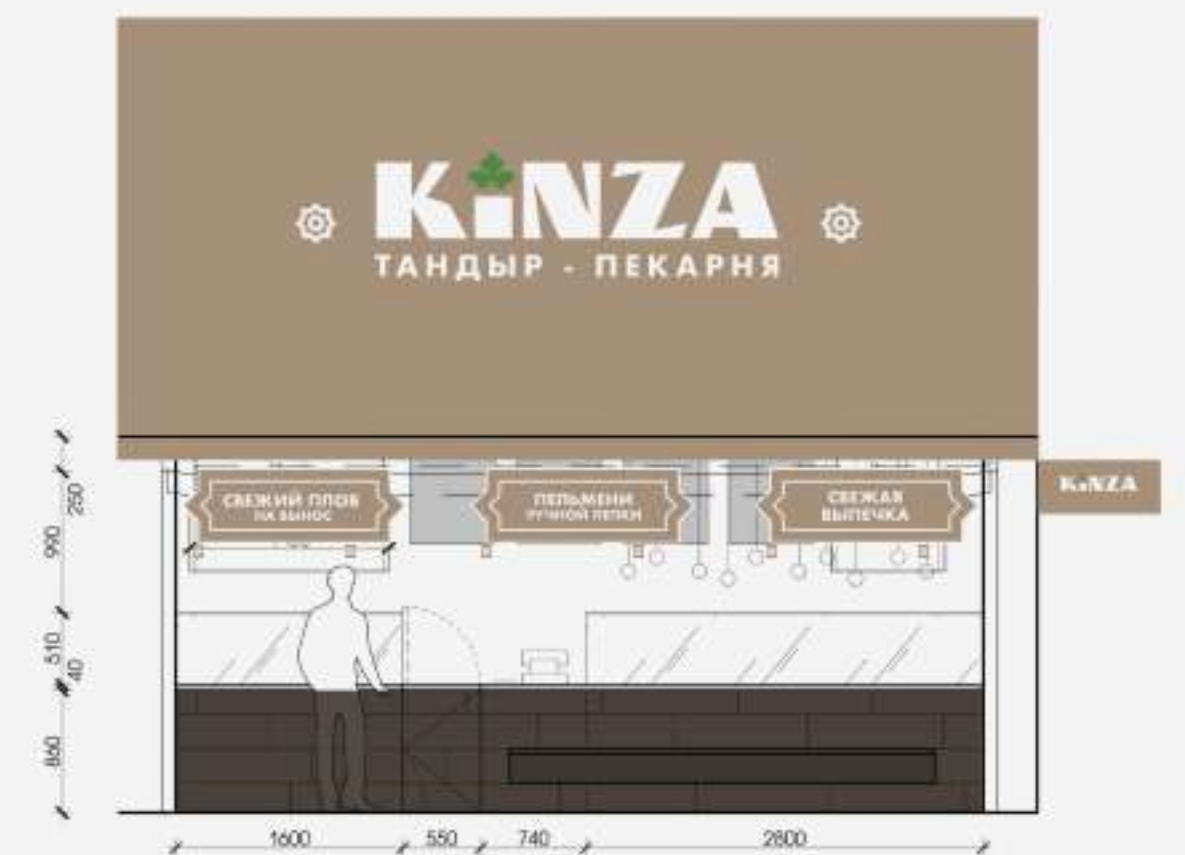 KiNZA
ТАНДЫР - ПЕКАРНЯ
СВЕЖИЙ ПЛОВ
НА ВЫНОС
ПЕЛЬМЕНИ
РУЧНОЙ ЛЕПКИ
СВЕЖАЯ
ВЫПЕЧКА
KiNZA
250
990
510
40
860
1600
550
740
2800